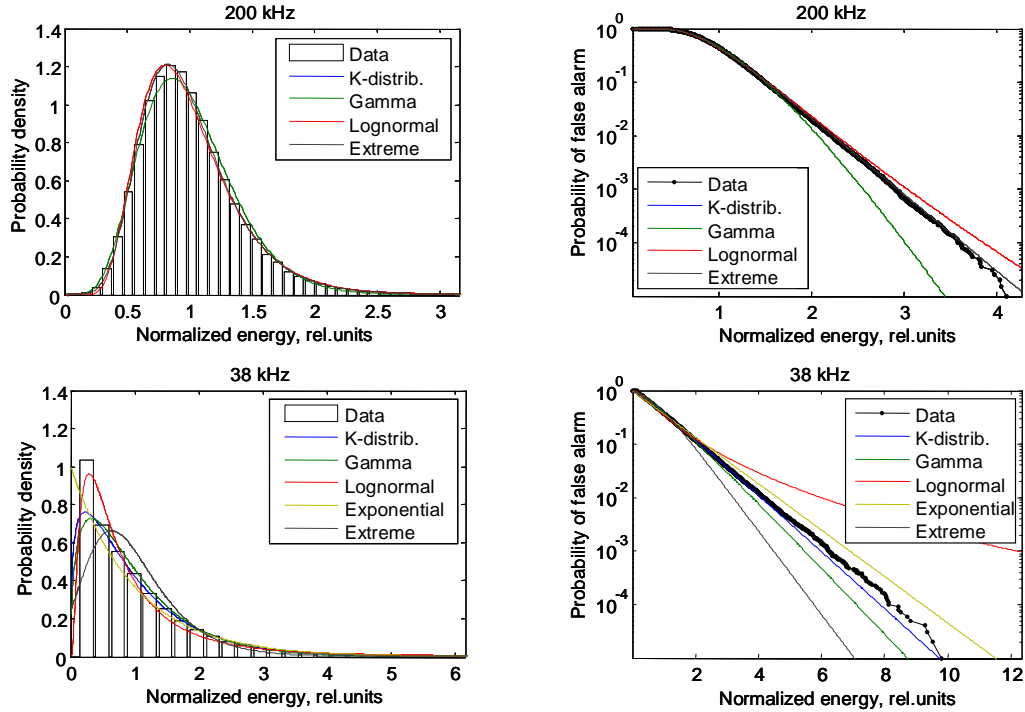 200 kHz
Probability density
1.4
1.2
1.0
0.8
0.6
0.4
0.2
0
0 0.5 1 1.5 2 2.5 3
Data
K-distrib.
Gamma
Lognormal
Extreme
Normalized energy, rel.units
200 kHz
Probability of false alarm
10^0
10^-1
10^-2
10^-3
10^-4
1 2 3 4
Data
K-distrib.
Gamma
Lognormal
Extreme
Normalized energy, rel.units
38 kHz
Probability density
1.4
1.2
1
0.8
0.6
0.4
0.2
0
0 1 2 3 4 5 6
Data
K-distrib.
Gamma
Lognormal
Exponential
Extreme
Normalized energy, rel.units
38 kHz
Probability of false alarm
10^0
10^-1
10^-2
10^-3
10^-4
2 4 6 8 10 12
Data
K-distrib.
Gamma
Lognormal
Exponential
Extreme
Normalized energy, rel.units